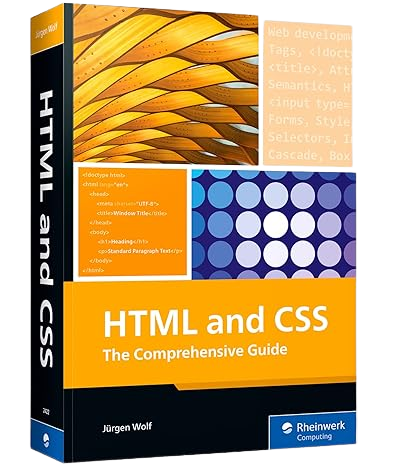 Jürgen Wolf
HTML and CSS
Web develop
Tags, <!doct
<title>, Att
Semantics, H
<input type=
Forms, Style
Selectors, I
Cascade, Box
<!doctype html>
<html lang="en">
<head>
<meta charset="UTF-8">
<title>Window Title</title>
</head>
<body>
<h1>Heading</h1>
<p>Standard Paragraph Text</p>
</body>
</html>
HTML and CSS
The Comprehensive Guide
Jürgen Wolf
Rheinwerk
Computing